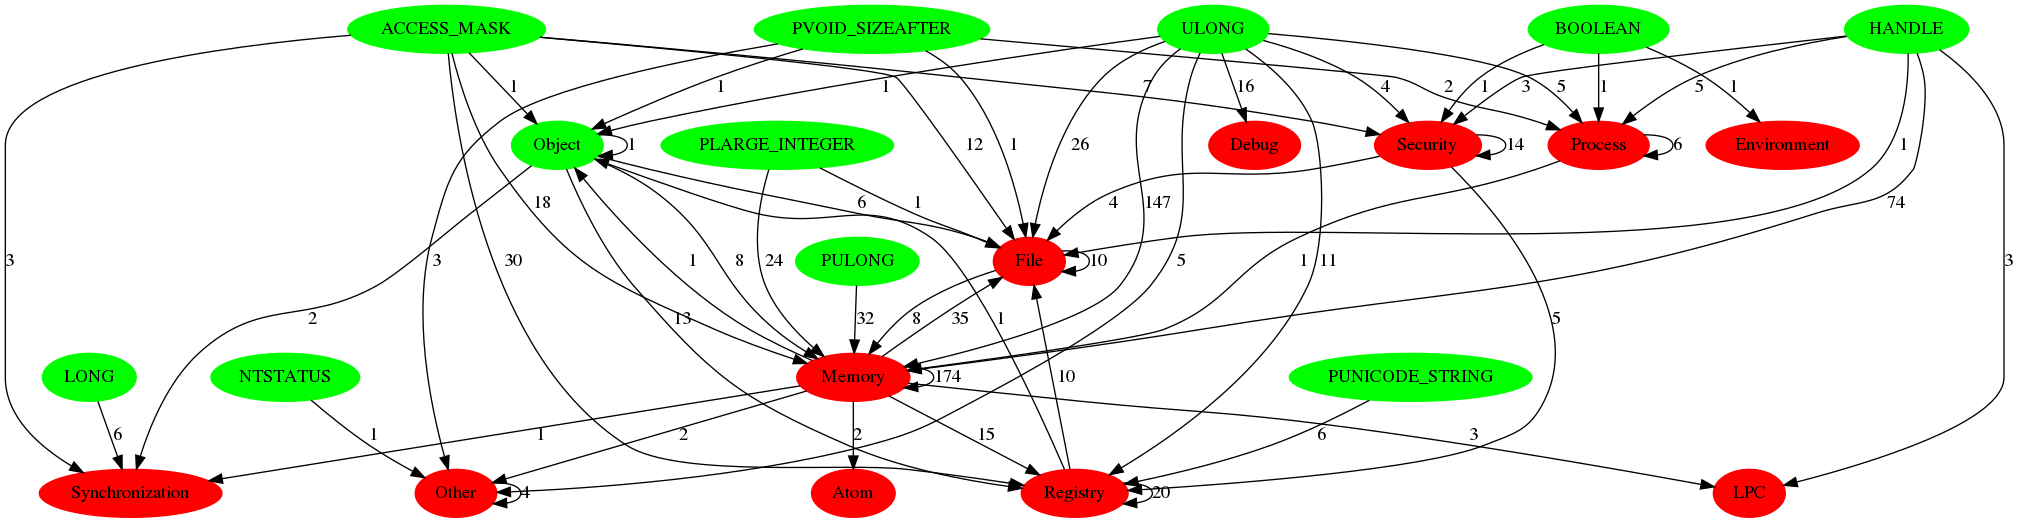 ACCESS_MASK
PVOID_SIZEAFTER
ULONG
BOOLEAN
HANDLE
1
1
1
7
16
4
5
2
1
3
1
5
1
Object
1
PLARGE_INTEGER
12
1
26
Debug
Security
14
Process
6
Environment
1
18
6
1
147
4
74
3
30
3
1
8
24
PULONG
File
10
5
1
11
3
2
13
32
8
35
1
5
LONG
NTSTATUS
Memory
174
10
PUNICODE_STRING
6
1
1
2
2
15
6
3
Synchronization
Other
4
Atom
Registry
20
LPC